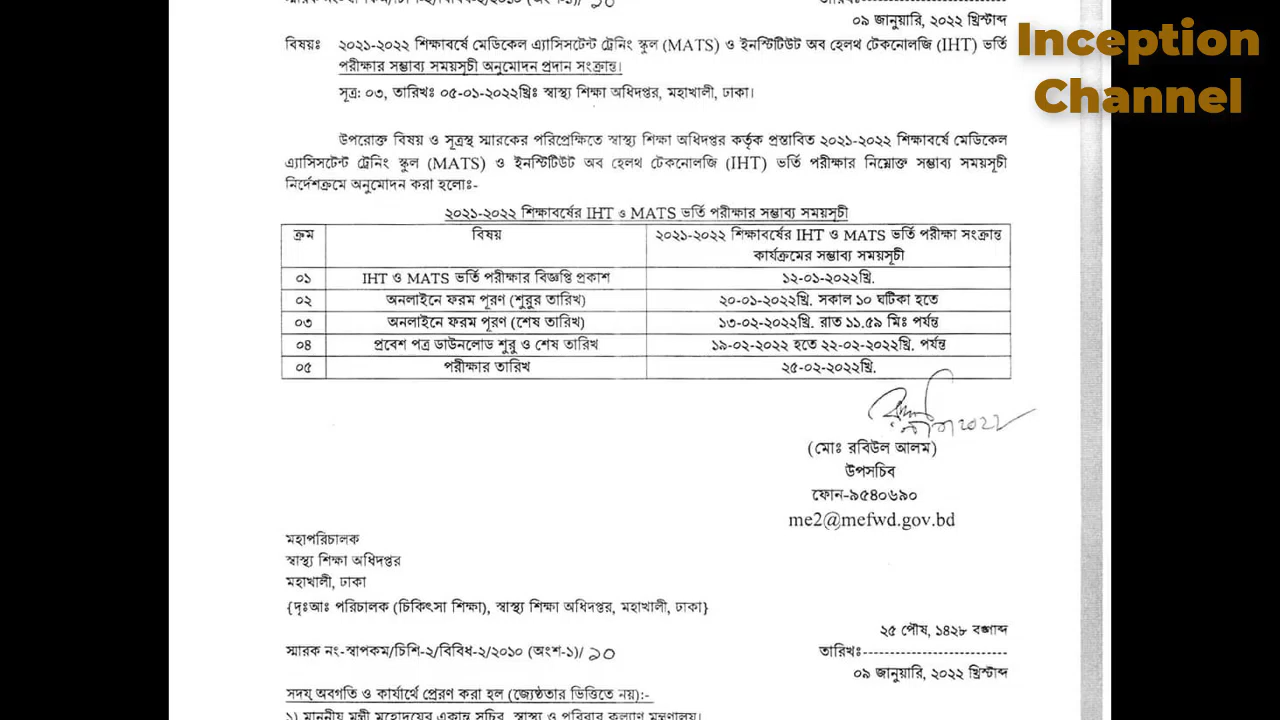 ০৯ জানুয়ারি, ২০২২ খ্রিস্টাব্দ
Inception
Channel
বিষয়ঃ ২০২১-২০২২ শিক্ষাবর্ষে মেডিকেল এ্যাসিসটেন্ট ট্রেনিং স্কুল (MATS) ও ইনস্টিটিউট অব হেলথ টেকনোলজি (IHT) ভর্তি
পরীক্ষার সম্ভাব্য সময়সূচী অনুমোদন প্রদান সংক্রান্ত।
সূত্র: ০৩, তারিখঃ ০৫-০১-২০২২খ্রিঃ স্বাস্থ্য শিক্ষা অধিদপ্তর, মহাখালী, ঢাকা।
উপরোক্ত বিষয় ও সূত্রস্থ স্মারকের পরিপ্রেক্ষিতে স্বাস্থ্য শিক্ষা অধিদপ্তর কর্তৃক প্রস্তাবিত ২০২১-২০২২ শিক্ষাবর্ষে মেডিকেল
এ্যাসিসটেন্ট ট্রেনিং স্কুল (MATS) ও ইনস্টিটিউট অব হেলথ টেকনোলজি (IHT) ভর্তি পরীক্ষার নিম্নোক্ত সম্ভাব্য সময়সূচী
নির্দেশক্রমে অনুমোদন করা হলোঃ-
২০২১-২০২২ শিক্ষাবর্ষের IHT ও MATS ভর্তি পরীক্ষার সম্ভাব্য সময়সূচী
ক্রম বিষয় ২০২১-২০২২ শিক্ষাবর্ষের IHT ও MATS ভর্তি পরীক্ষা সংক্রান্ত
কার্যক্রমের সম্ভাব্য সময়সূচী
০১ IHT ও MATS ভর্তি পরীক্ষার বিজ্ঞপ্তি প্রকাশ ১২-০১-২০২২খ্রি.
০২ অনলাইনে ফরম পূরণ (শুরুর তারিখ) ২০-০১-২০২২খ্রি. সকাল ১০ ঘটিকা হতে
০৩ অনলাইনে ফরম পূরণ (শেষ তারিখ) ১৩-০২-২০২২খ্রি. রাত ১১.৫৯ মিঃ পর্যন্ত
০৪ প্রবেশ পত্র ডাউনলোড শুরু ও শেষ তারিখ ১৯-০২-২০২২ হতে ২১-০২-২০২২খ্রি, পর্যন্ত
০৫ পরীক্ষার তারিখ ২৫-০২-২০২২খ্রি.
(মোঃ রবিউল আলম)
উপসচিব
ফোন-৯৫৪০৬৯০
me2@mefwd.gov.bd
মহাপরিচালক
স্বাস্থ্য শিক্ষা অধিদপ্তর
মহাখালী, ঢাকা
{দৃঃআঃ পরিচালক (চিকিৎসা শিক্ষা), স্বাস্থ্য শিক্ষা অধিদপ্তর, মহাখালী, ঢাকা}
২৫ পৌষ, ১৪২৮ বঙ্গাব্দ
স্মারক নং-স্বাপকম/চিশি-২/বিবিধ-২/২০১০ (অংশ-১)/ ১০ তারিখঃ-----------------------
০৯ জানুয়ারি, ২০২২ খ্রিস্টাব্দ
সদয় অবগতি ও কার্যার্থে প্রেরণ করা হল (জ্যেষ্ঠতার ভিত্তিতে নয়):-